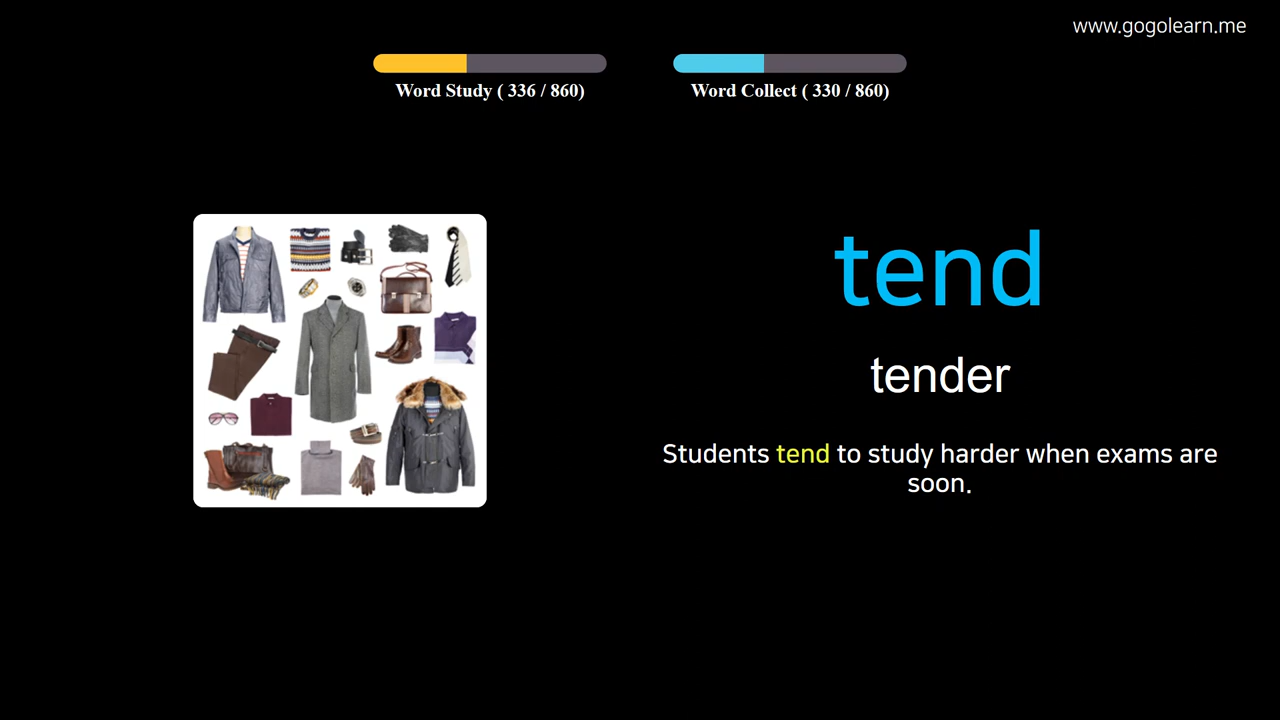 www.gogolearn.me
Word Study ( 336 / 860)
Word Collect ( 330 / 860)
tend
tender
Students tend to study harder when exams are
soon.